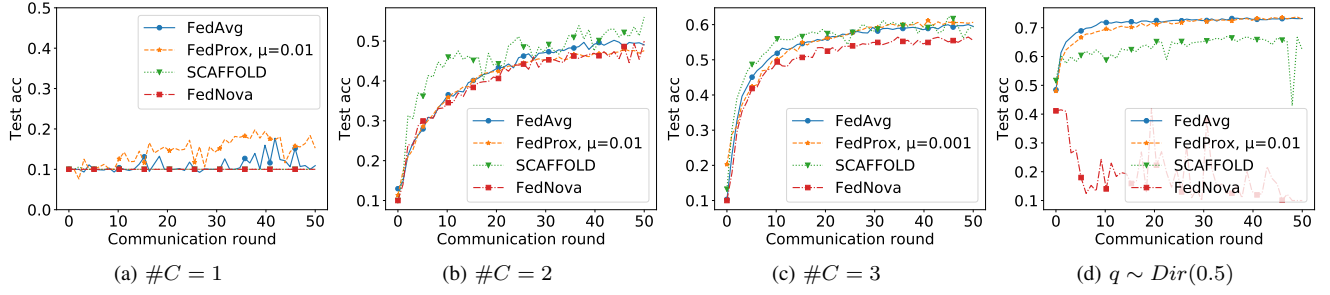 0.5
0.4
0.3
0.2
0.1
0.0
Test acc
FedAvg
FedProx, μ=0.01
SCAFFOLD
FedNova
0 10 20 30 40 50
Communication round
(a) #C = 1
0.5
0.4
0.3
0.2
0.1
Test acc
FedAvg
FedProx, μ=0.01
SCAFFOLD
FedNova
0 10 20 30 40 50
Communication round
(b) #C = 2
0.6
0.5
0.4
0.3
0.2
0.1
Test acc
FedAvg
FedProx, μ=0.001
SCAFFOLD
FedNova
0 10 20 30 40 50
Communication round
(c) #C = 3
0.7
0.6
0.5
0.4
0.3
0.2
0.1
Test acc
FedAvg
FedProx, μ=0.01
SCAFFOLD
FedNova
0 10 20 30 40 50
Communication round
(d) q ∼ Dir(0.5)